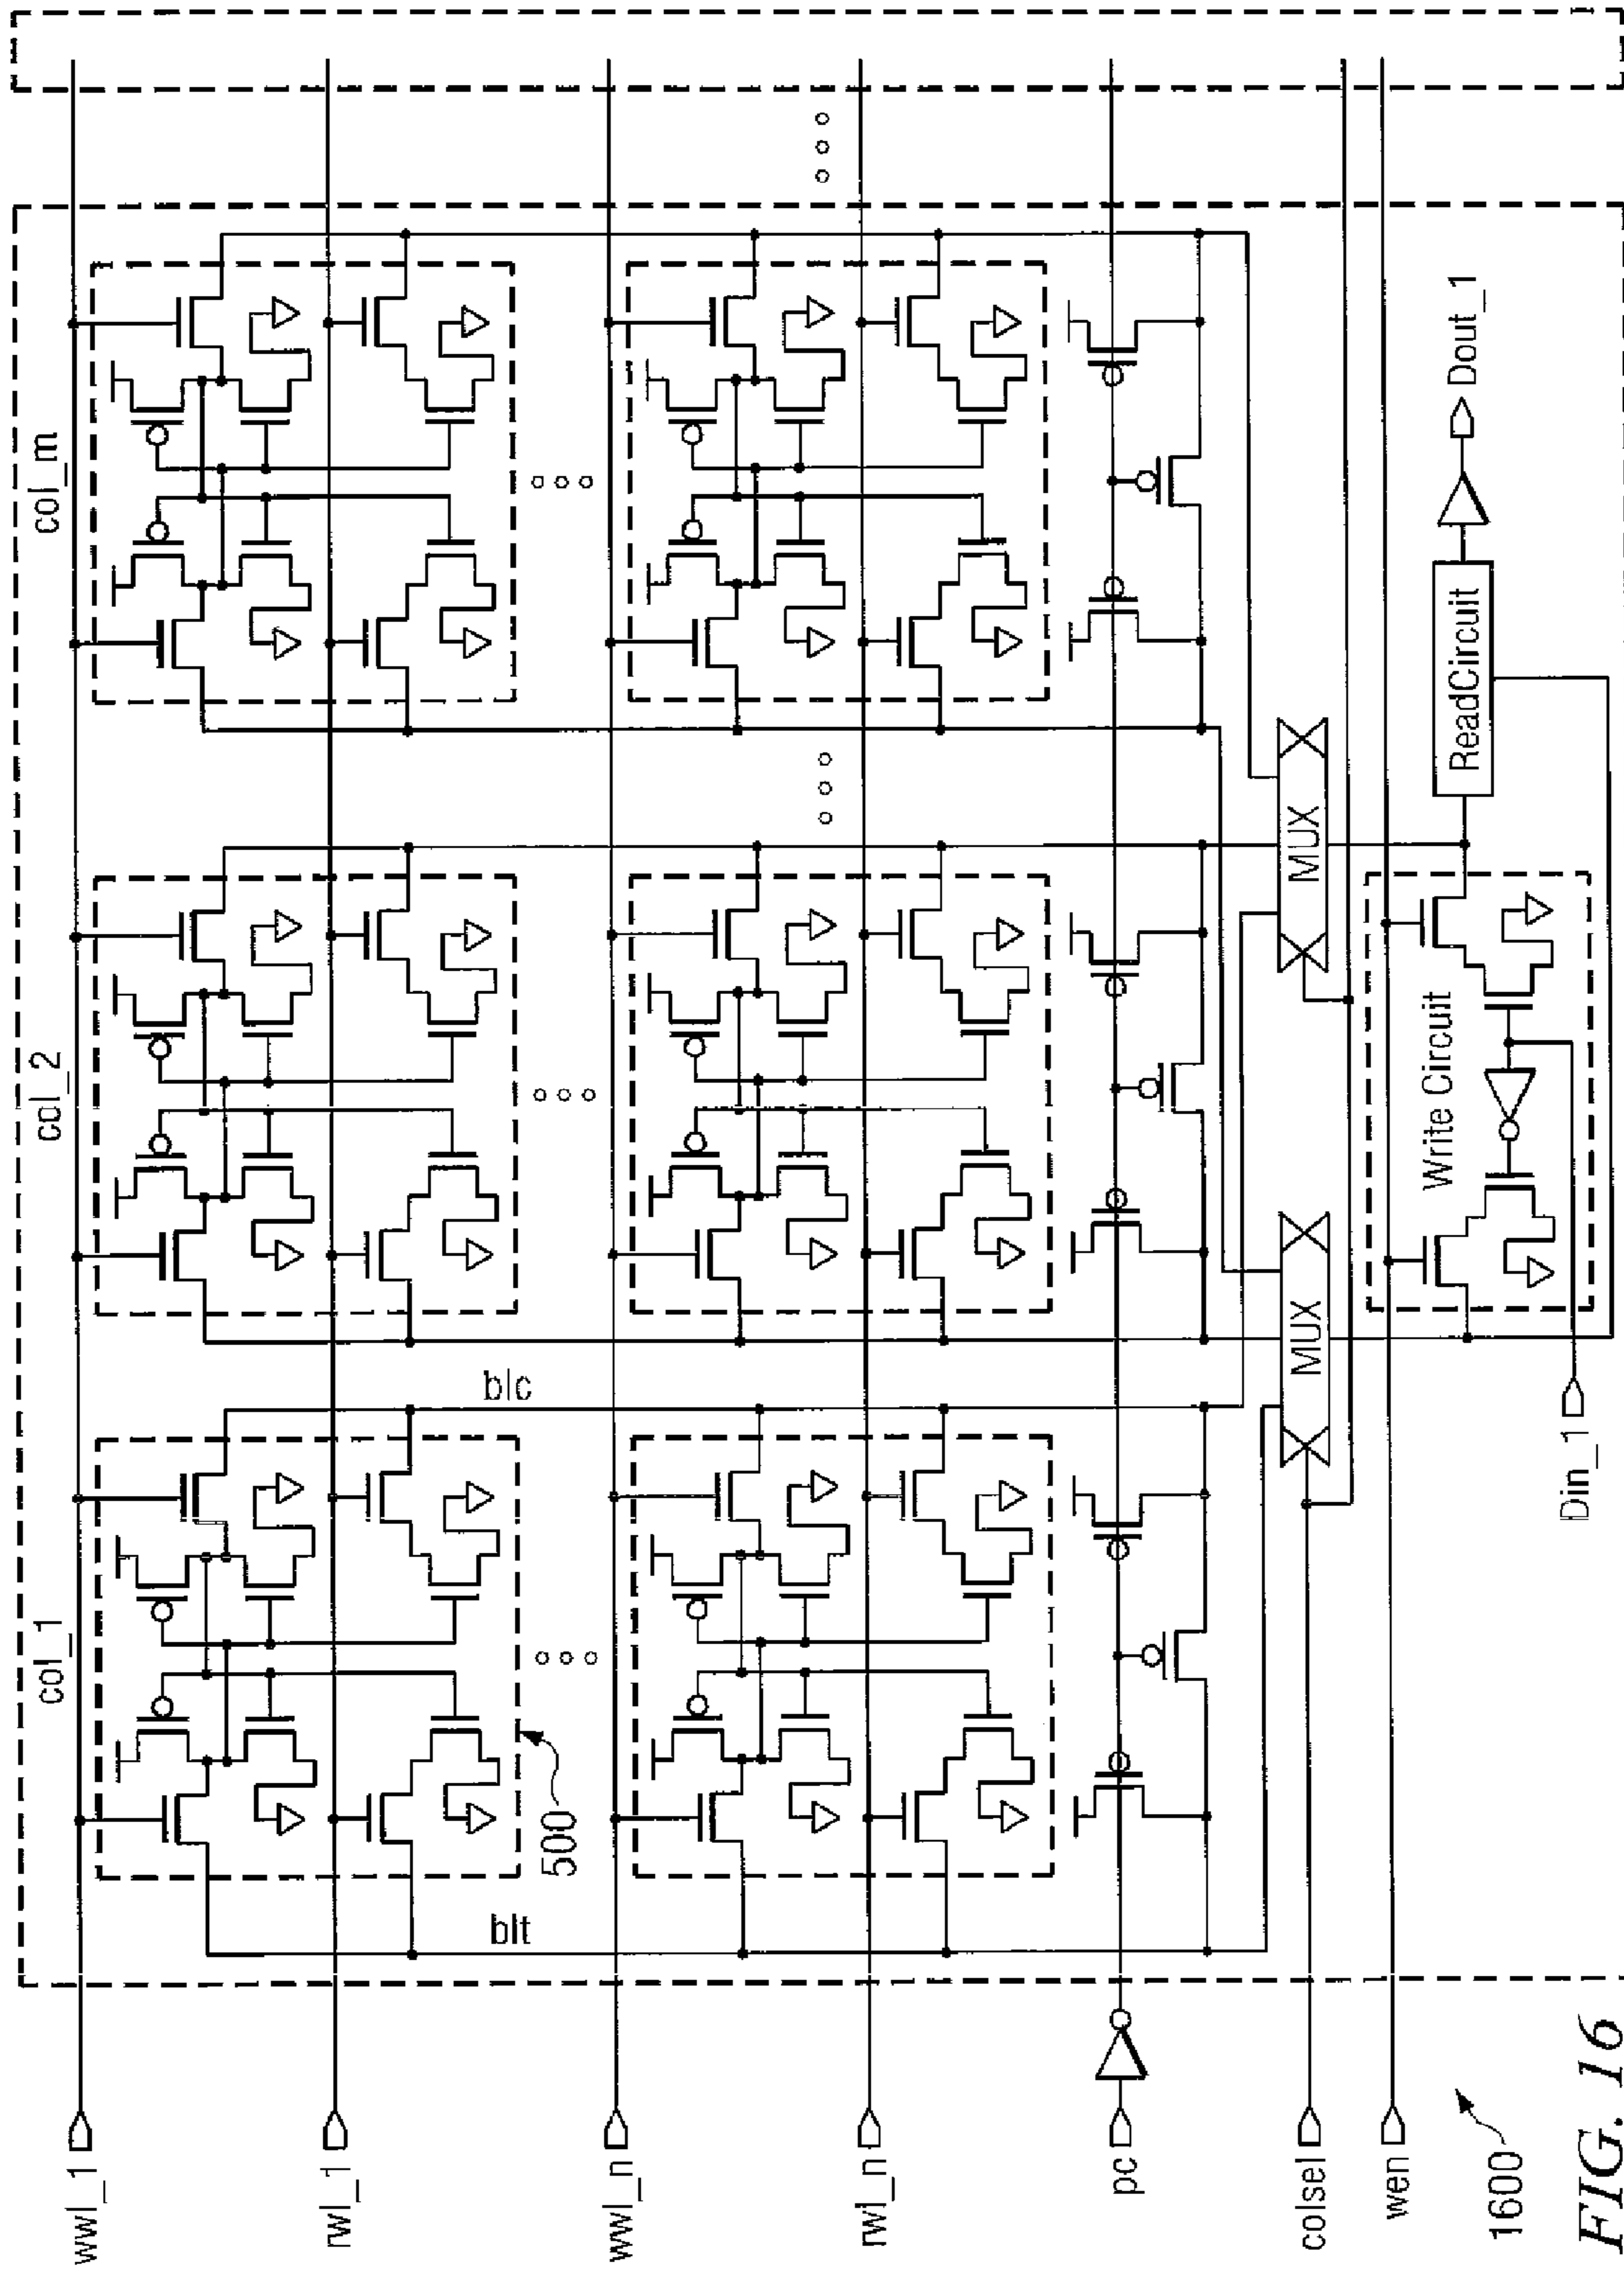 wwl_1
rwl_1
wwl_n
rwl_n
pc
colsel
wen
col_1
col_2
col_m
blt
blc
500
MUX
MUX
Write Circuit
ReadCircuit
Din_1
Dout_1
1600
FIG. 16